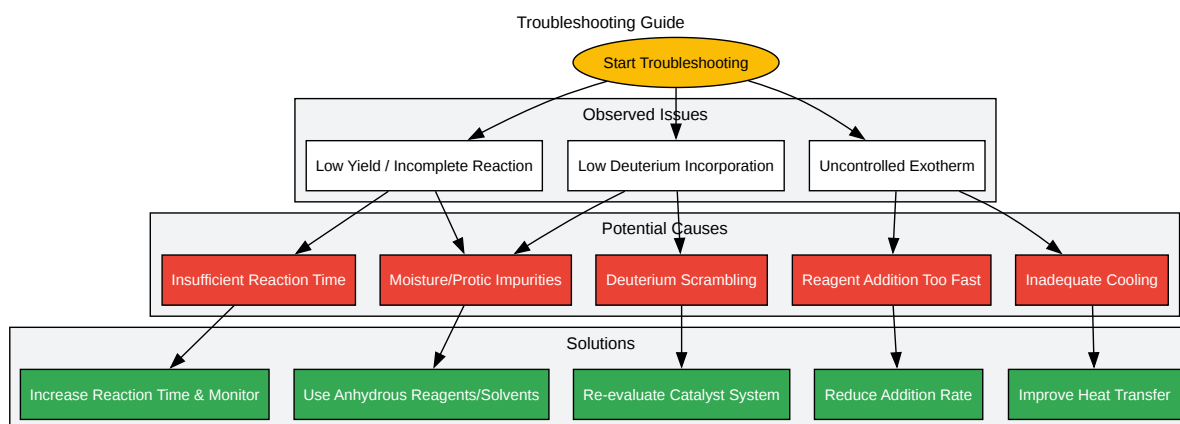 Troubleshooting Guide
Start Troubleshooting
Observed Issues
Low Yield / Incomplete Reaction
Low Deuterium Incorporation
Uncontrolled Exotherm
Potential Causes
Insufficient Reaction Time
Moisture/Protic Impurities
Deuterium Scrambling
Reagent Addition Too Fast
Inadequate Cooling
Solutions
Increase Reaction Time & Monitor
Use Anhydrous Reagents/Solvents
Re-evaluate Catalyst System
Reduce Addition Rate
Improve Heat Transfer